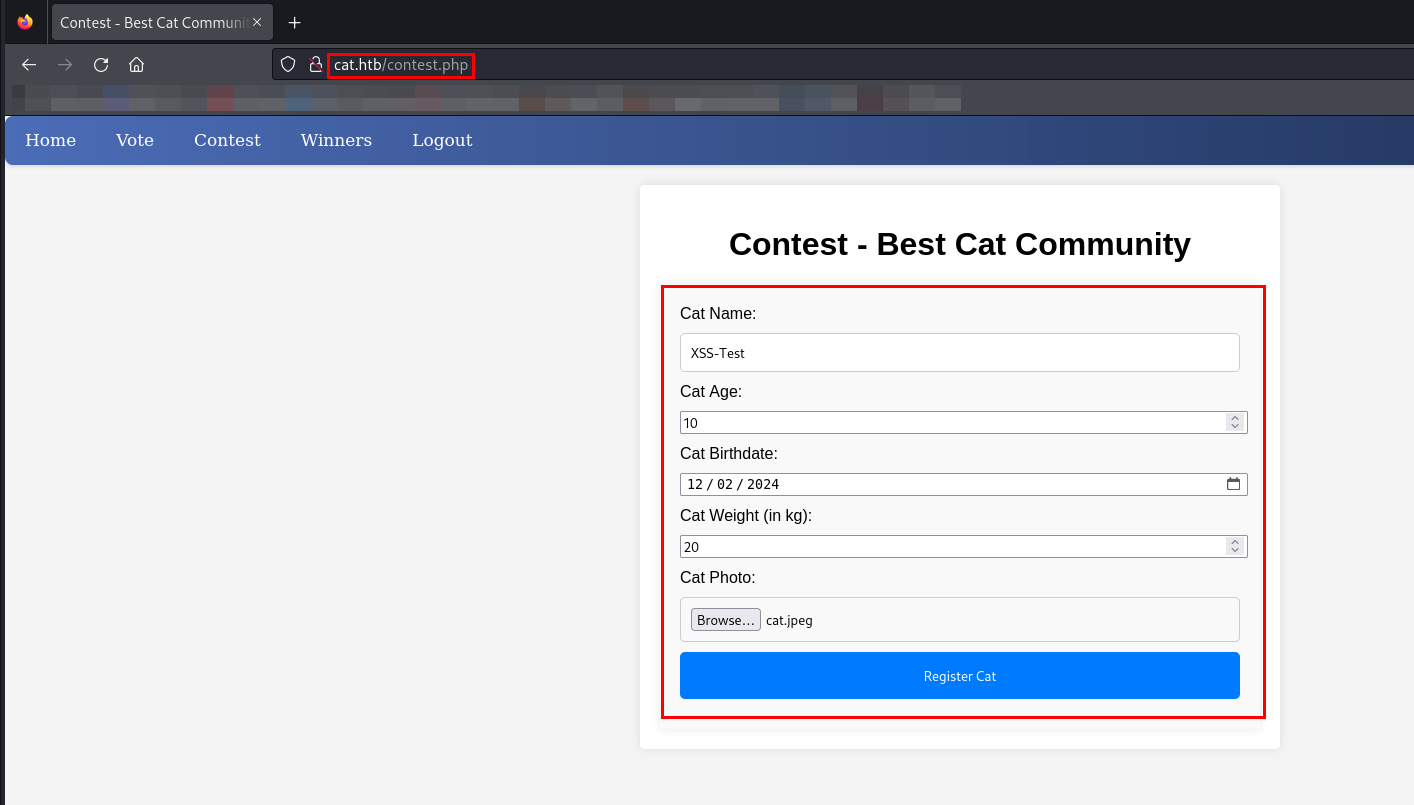 Contest - Best Cat Communi
cat.htb/contest.php
Home Vote Contest Winners Logout
Contest - Best Cat Community
Cat Name:
XSS-Test
Cat Age:
10
Cat Birthdate:
12 / 02 / 2024
Cat Weight (in kg):
20
Cat Photo:
Browse... cat.jpeg
Register Cat